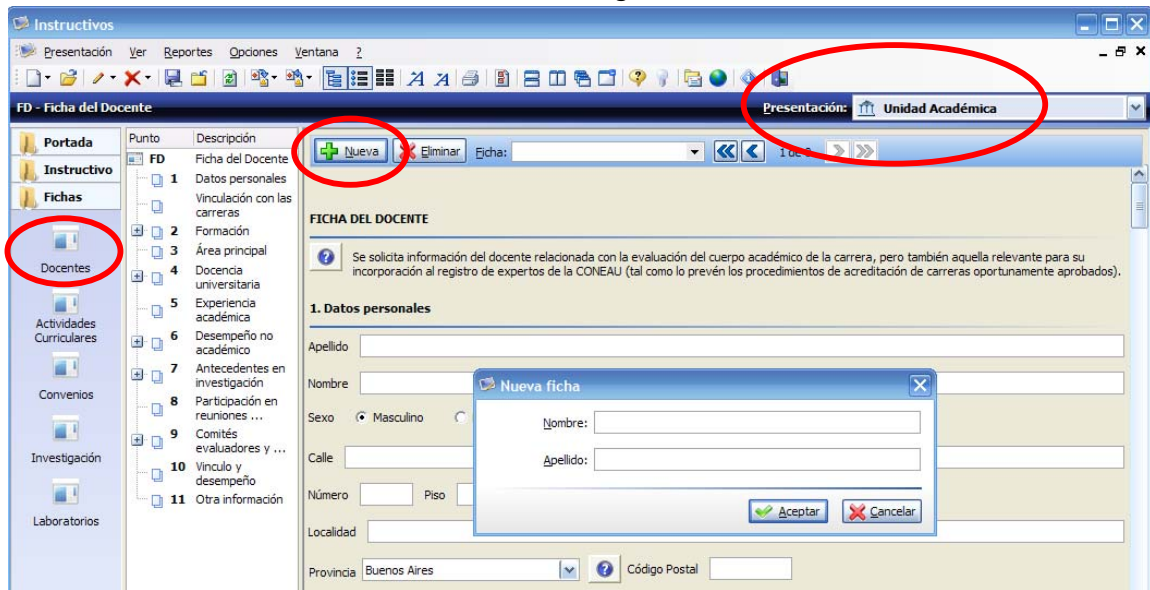 Instructivos
Presentación Ver Reportes Opciones Ventana ?
FD - Ficha del Docente
Presentación: Unidad Académica
Portada
Instructivo
Fichas
Docentes
Actividades
Curriculares
Convenios
Investigación
Laboratorios
Punto Descripción
FD Ficha del Docente
1 Datos personales
Vinculación con las
carreras
2 Formación
3 Área principal
4 Docencia
universitaria
5 Experiencia
académica
6 Desempeño no
académico
7 Antecedentes en
investigación
8 Participación en
reuniones ...
9 Comités
evaluadores y ...
10 Vinculo y
desempeño
11 Otra información
Nueva Eliminar Ficha:
FICHA DEL DOCENTE
Se solicita información del docente relacionada con la evaluación del cuerpo académico de la carrera, pero también aquella relevante para su
incorporación al registro de expertos de la CONEAU (tal como lo prevén los procedimientos de acreditación de carreras oportunamente aprobados).
1. Datos personales
Apellido
Nombre
Sexo Masculino
Calle
Número Piso
Localidad
Provincia Buenos Aires Código Postal
Nueva ficha
Nombre:
Apellido:
Aceptar Cancelar